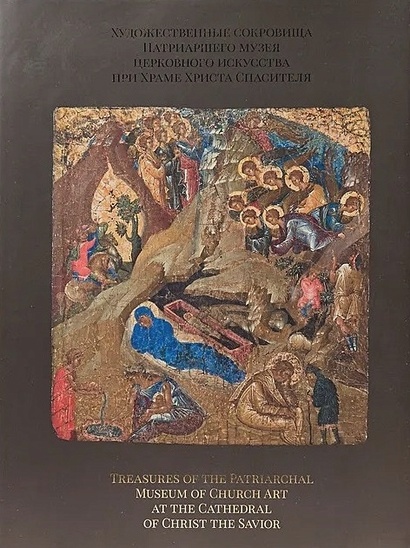 Художественные сокровища
Патриаршего музея
церковного искусства
при Храме Христа Спасителя
Treasures of the Patriarchal
Museum of Church Art
at the Cathedral
of Christ the Savior